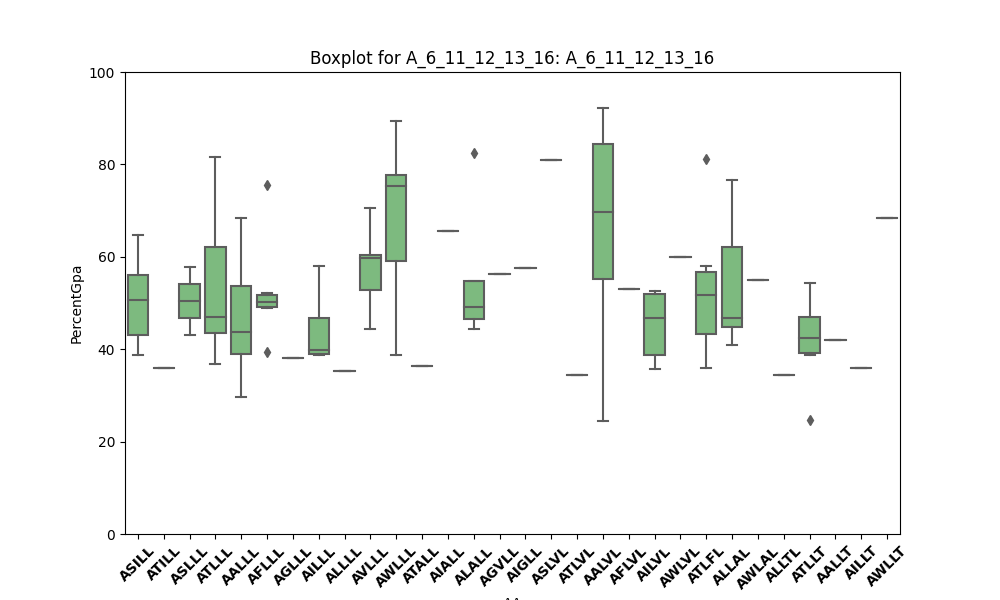 Boxplot for A_6_11_12_13_16: A_6_11_12_13_16
PercentGpa
100
80
60
40
20
0
ASILL
ATILL
ASLLL
ATLLL
AALLL
AFLLL
AGLLL
AILLL
ALLLL
AVLLL
AWLLL
ATALL
AIALL
ALALL
AGVLL
AIGLL
ASLVL
ATLVL
AALVL
AFLVL
AILVL
AWLVL
ATLFL
ALLAL
AWLAL
ALLTL
ATLLT
AALLT
AILLT
AWLLT